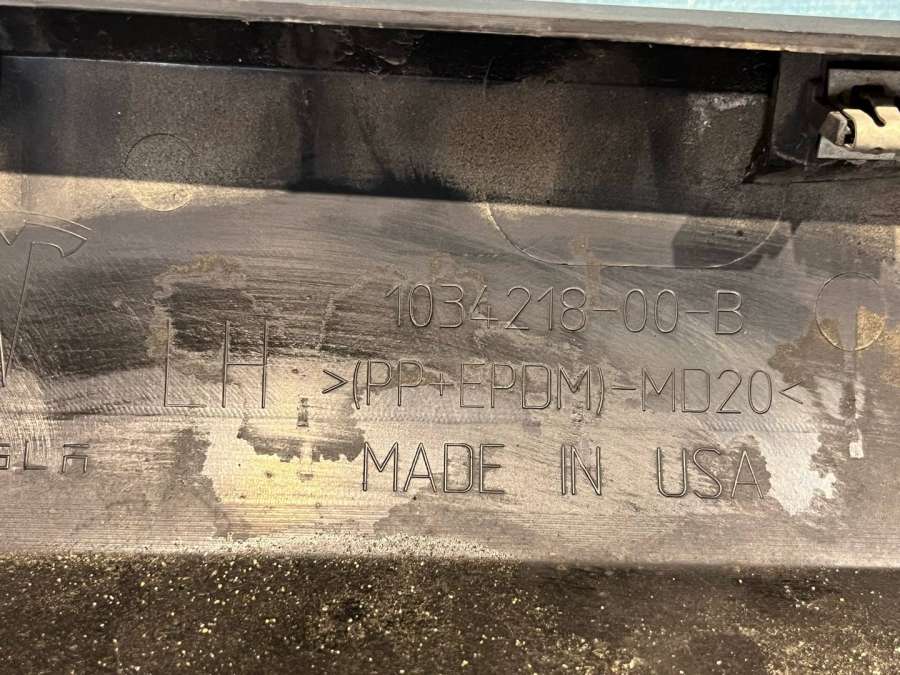 1034218-00-B
LH >(PP+EPDM)-MD20<
MADE IN USA